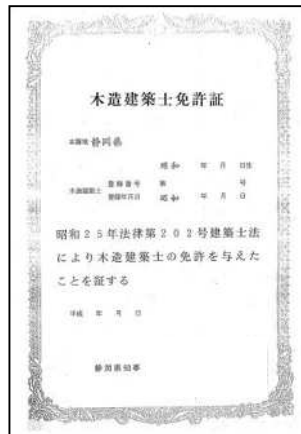 木造建築士免許証
本籍地 静岡県
昭和 年 月 日生
木造建築士 登録番号 第 号
登録年月日 昭和 年 月 日
昭和25年法律第202号建築士法
により木造建築士の免許を与えた
ことを証する
平成 年 月 日
静岡県知事